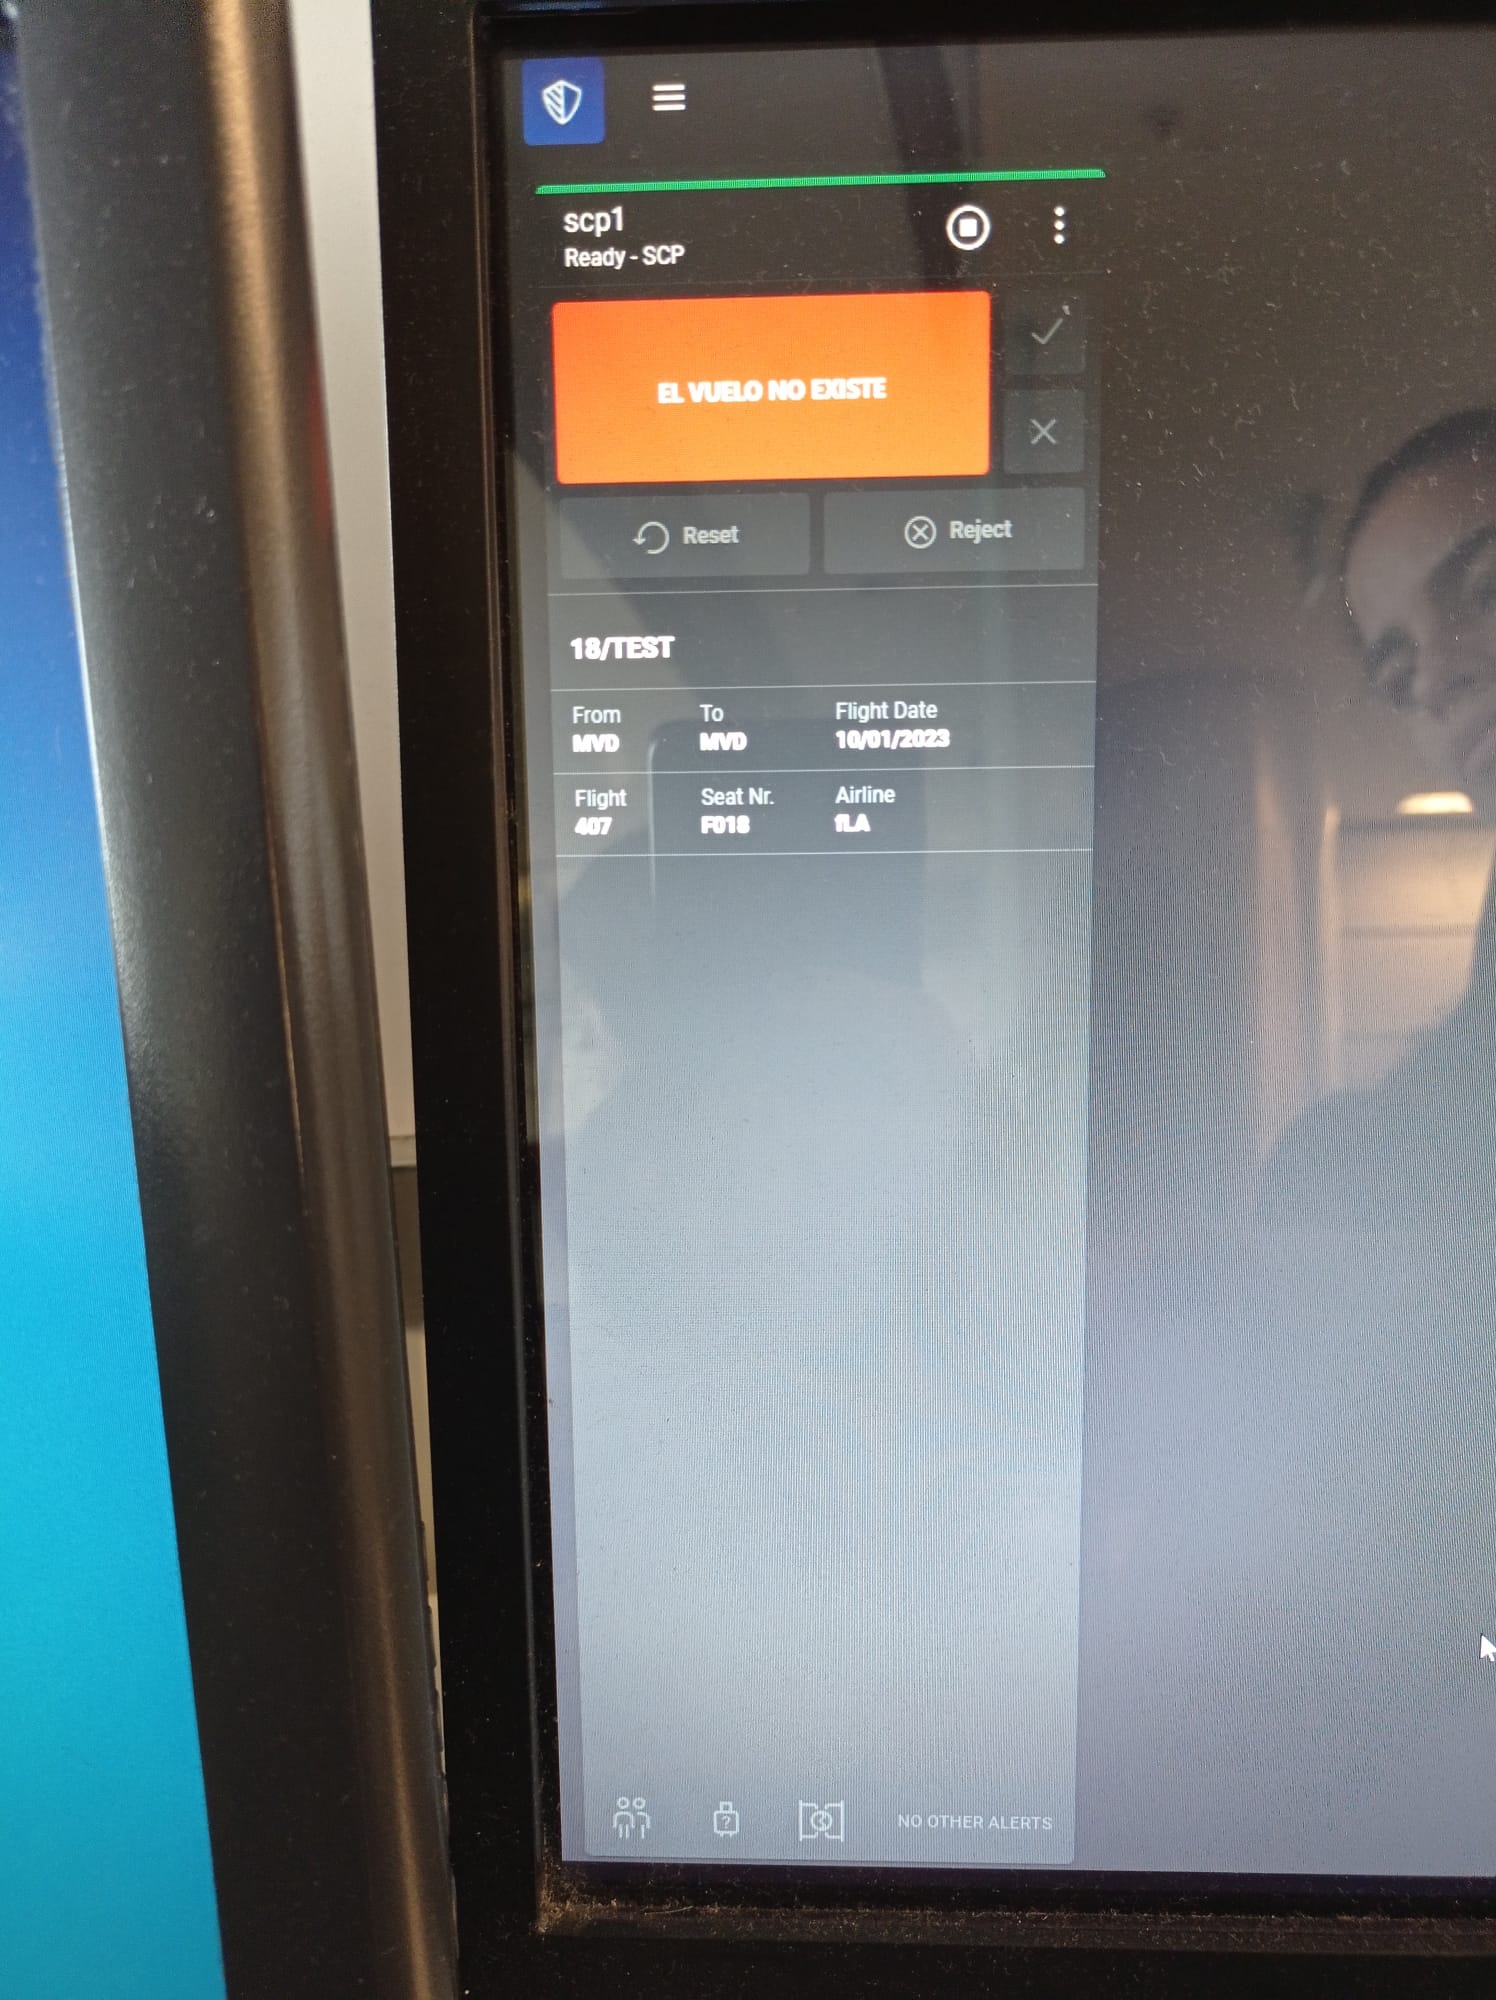 scp1
Ready - SCP
EL VUELO NO EXISTE
Reset
Reject
18/TEST
From To Flight Date
MVD MVD 10/01/2023
Flight Seat Nr. Airline
407 F018 1LA
NO OTHER ALERTS